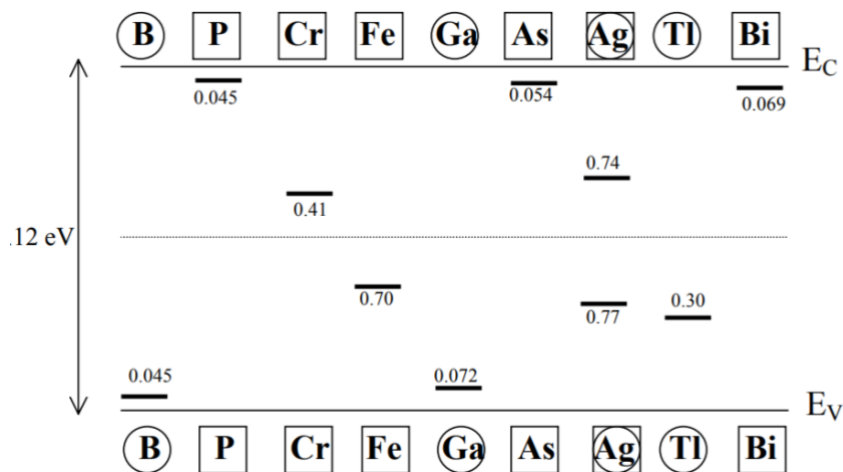 B P Cr Fe Ga As Ag Tl Bi
E_C
0.045 0.054 0.069
0.74
0.41
.12 eV
0.70 0.77 0.30
0.045 0.072
E_V
B P Cr Fe Ga As Ag Tl Bi